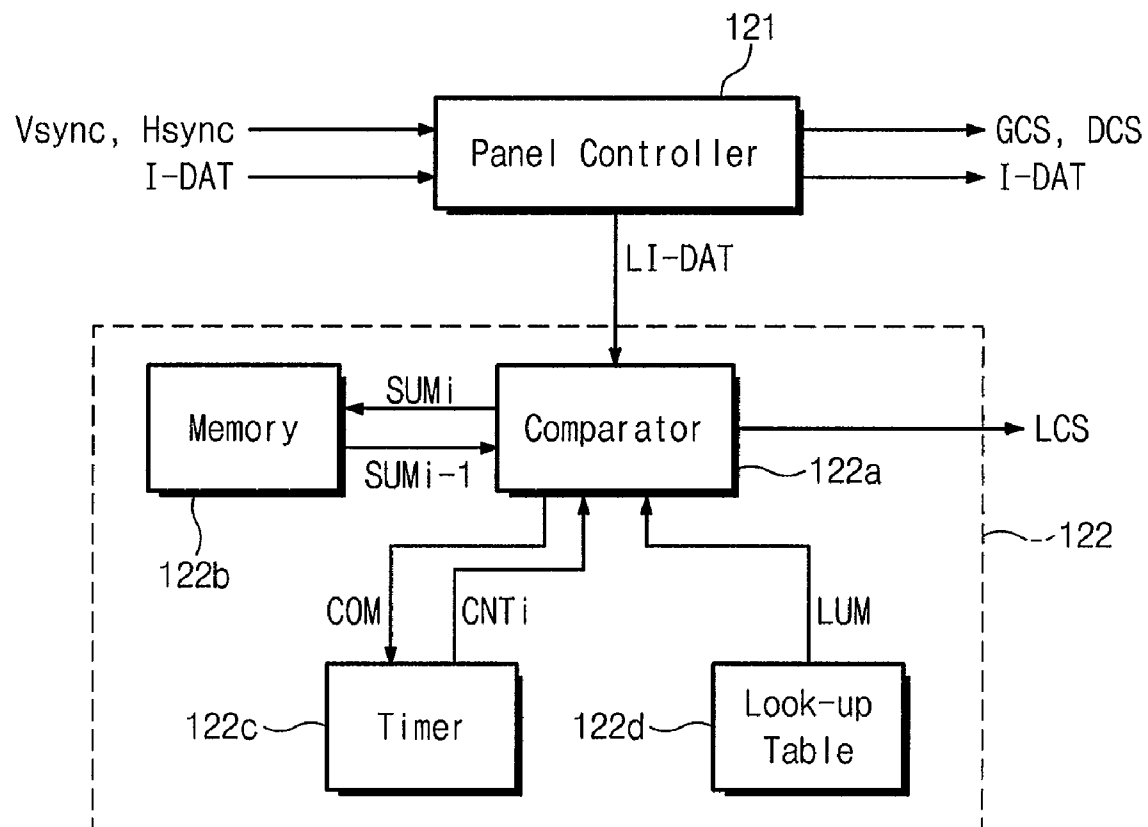 121
Vsync, Hsync
I-DAT
Panel Controller
GCS, DCS
I-DAT
LI-DAT
Memory
SUMi
SUMi-1
Comparator
LCS
122a
122b
122
COM
CNTi
LUM
122c
Timer
122d
Look-up
Table